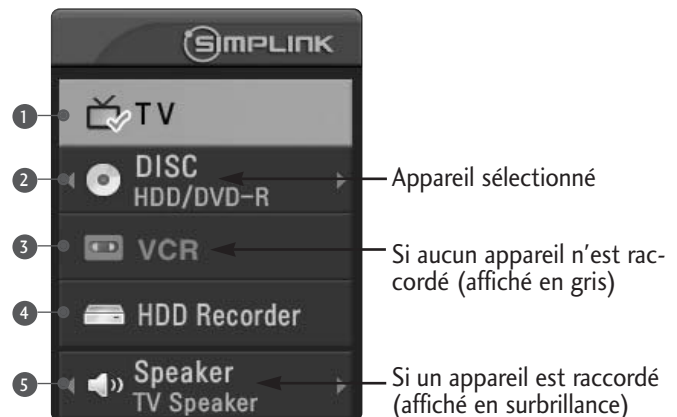 SIMPLINK
1 TV
2 DISC
HDD/DVD-R
Appareil sélectionné
3 VCR
Si aucun appareil n'est rac-
cordé (affiché en gris)
4 HDD Recorder
5 Speaker
TV Speaker
Si un appareil est raccordé
(affiché en surbrillance)